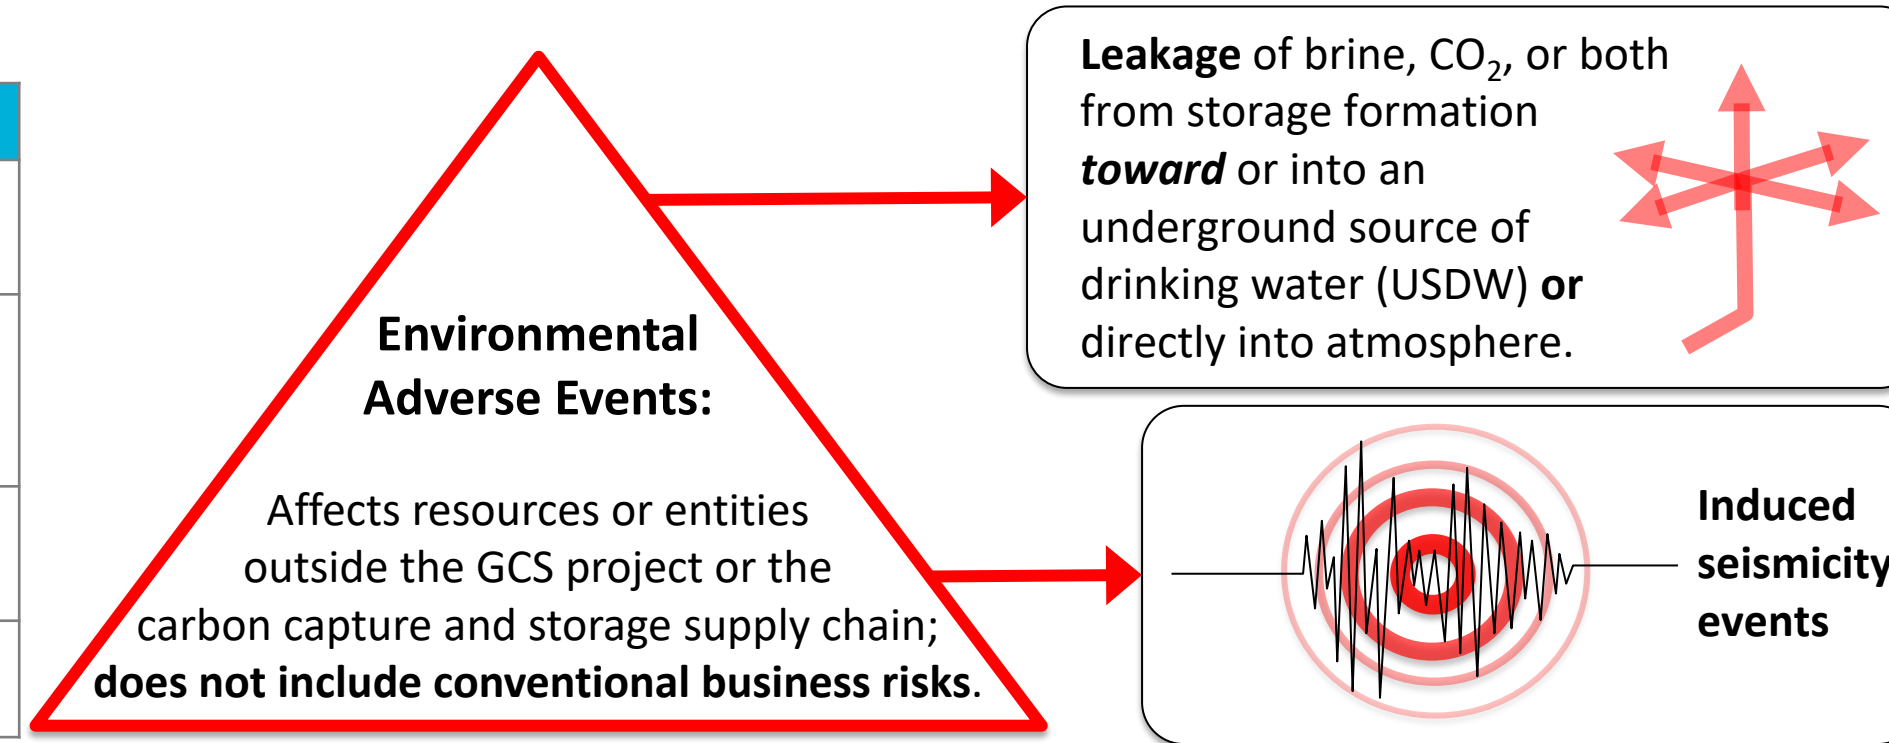 Environmental
Adverse Events:
Affects resources or entities
outside the GCS project or the
carbon capture and storage supply chain;
does not include conventional business risks.
Leakage of brine, CO₂, or both
from storage formation
toward or into an
underground source of
drinking water (USDW) or
directly into atmosphere.
Induced
seismicity
events